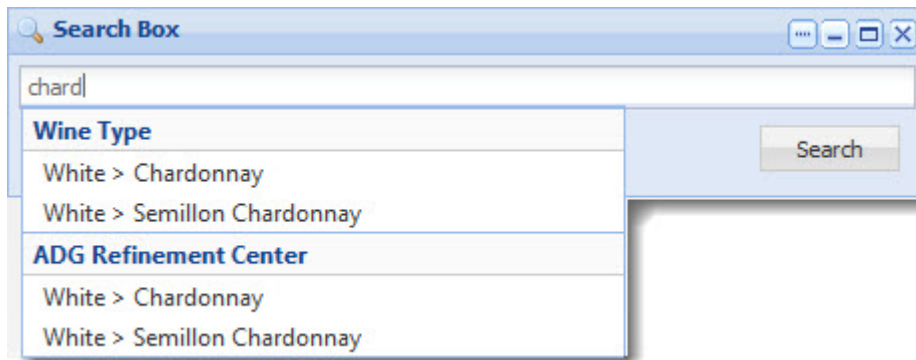 Search Box
chard
Wine Type
Search
White > Chardonnay
White > Semillon Chardonnay
ADG Refinement Center
White > Chardonnay
White > Semillon Chardonnay